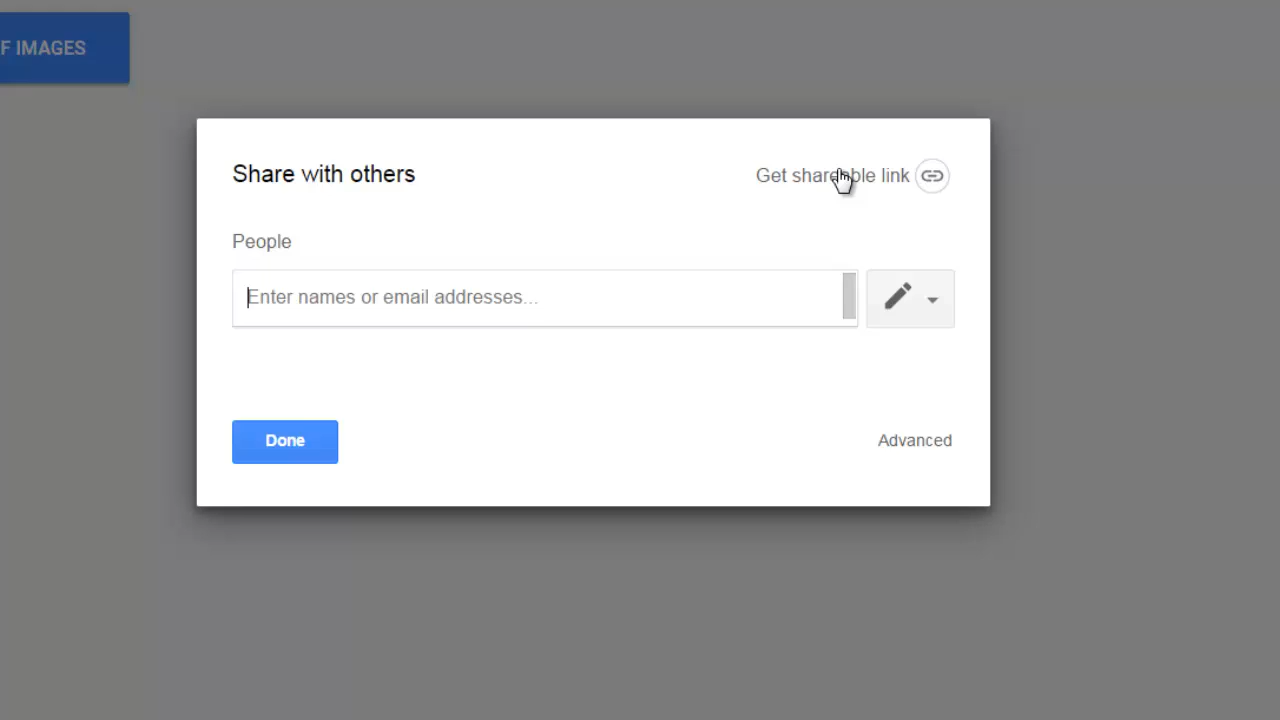 F IMAGES
Share with others
Get shareable link
People
Enter names or email addresses...
Done
Advanced